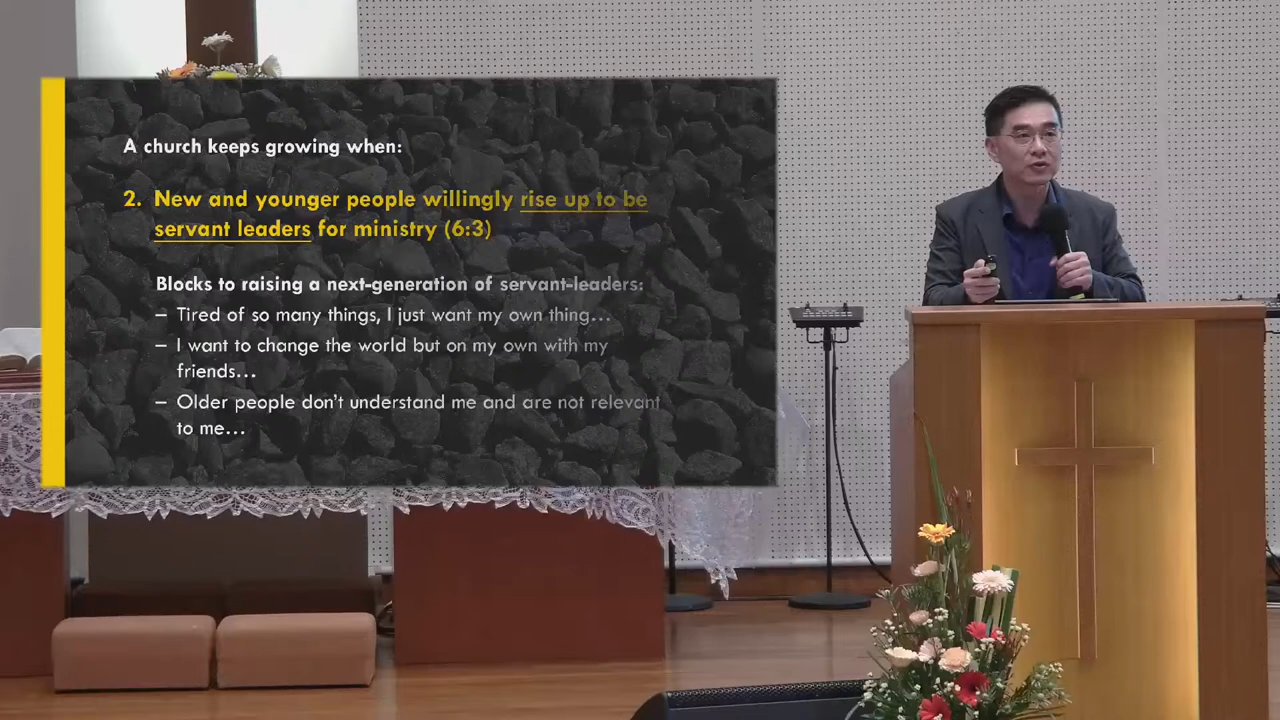 A church keeps growing when:
2. New and younger people willingly rise up to be
servant leaders for ministry (6:3)
Blocks to raising a next-generation of servant-leaders:
– Tired of so many things, I just want my own thing…
– I want to change the world but on my own with my
friends…
– Older people don't understand me and are not relevant
to me…